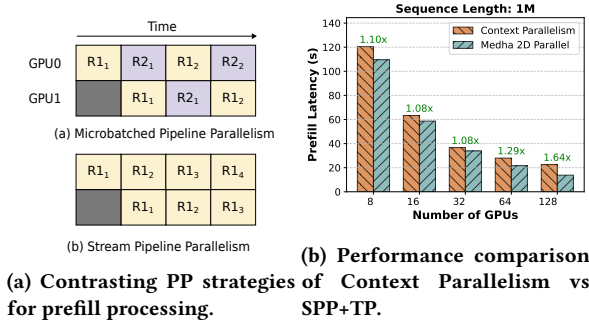 Time
GPU0 R1₁ R2₁ R1₂ R2₂
GPU1 R1₁ R2₁ R1₂
(a) Microbatched Pipeline Parallelism
R1₁ R1₂ R1₃ R1₄
R1₁ R1₂ R1₃
(b) Stream Pipeline Parallelism
(a) Contrasting PP strategies
for prefill processing.
Sequence Length: 1M
Prefill Latency (s)
140
120
100
80
60
40
20
0
Context Parallelism
Medha 2D Parallel
1.10x
1.08x
1.08x
1.29x
1.64x
8 16 32 64 128
Number of GPUs
(b) Performance comparison
of Context Parallelism vs
SPP+TP.